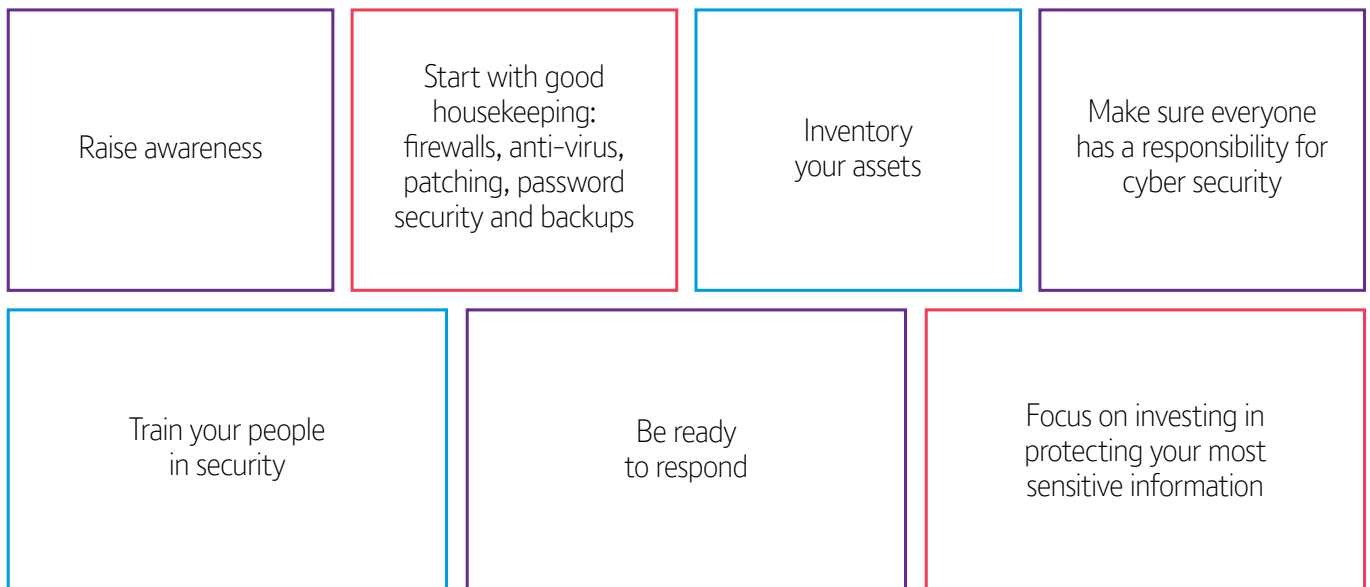 Raise awareness
Start with good
housekeeping:
firewalls, anti-virus,
patching, password
security and backups
Inventory
your assets
Make sure everyone
has a responsibility for
cyber security
Train your people
in security
Be ready
to respond
Focus on investing in
protecting your most
sensitive information